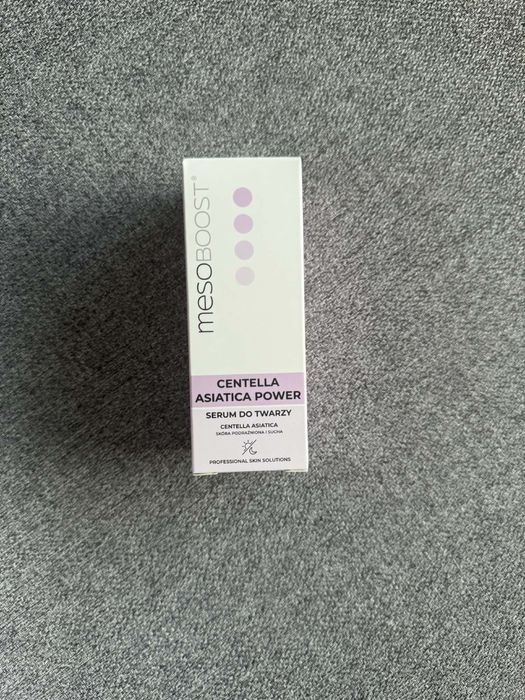 mesoBOOST®
CENTELLA
ASIATICA POWER
SERUM DO TWARZY
CENTELLA ASIATICA
SKÓRA PODRAŻNIONA I SUCHA
PROFESSIONAL SKIN SOLUTIONS